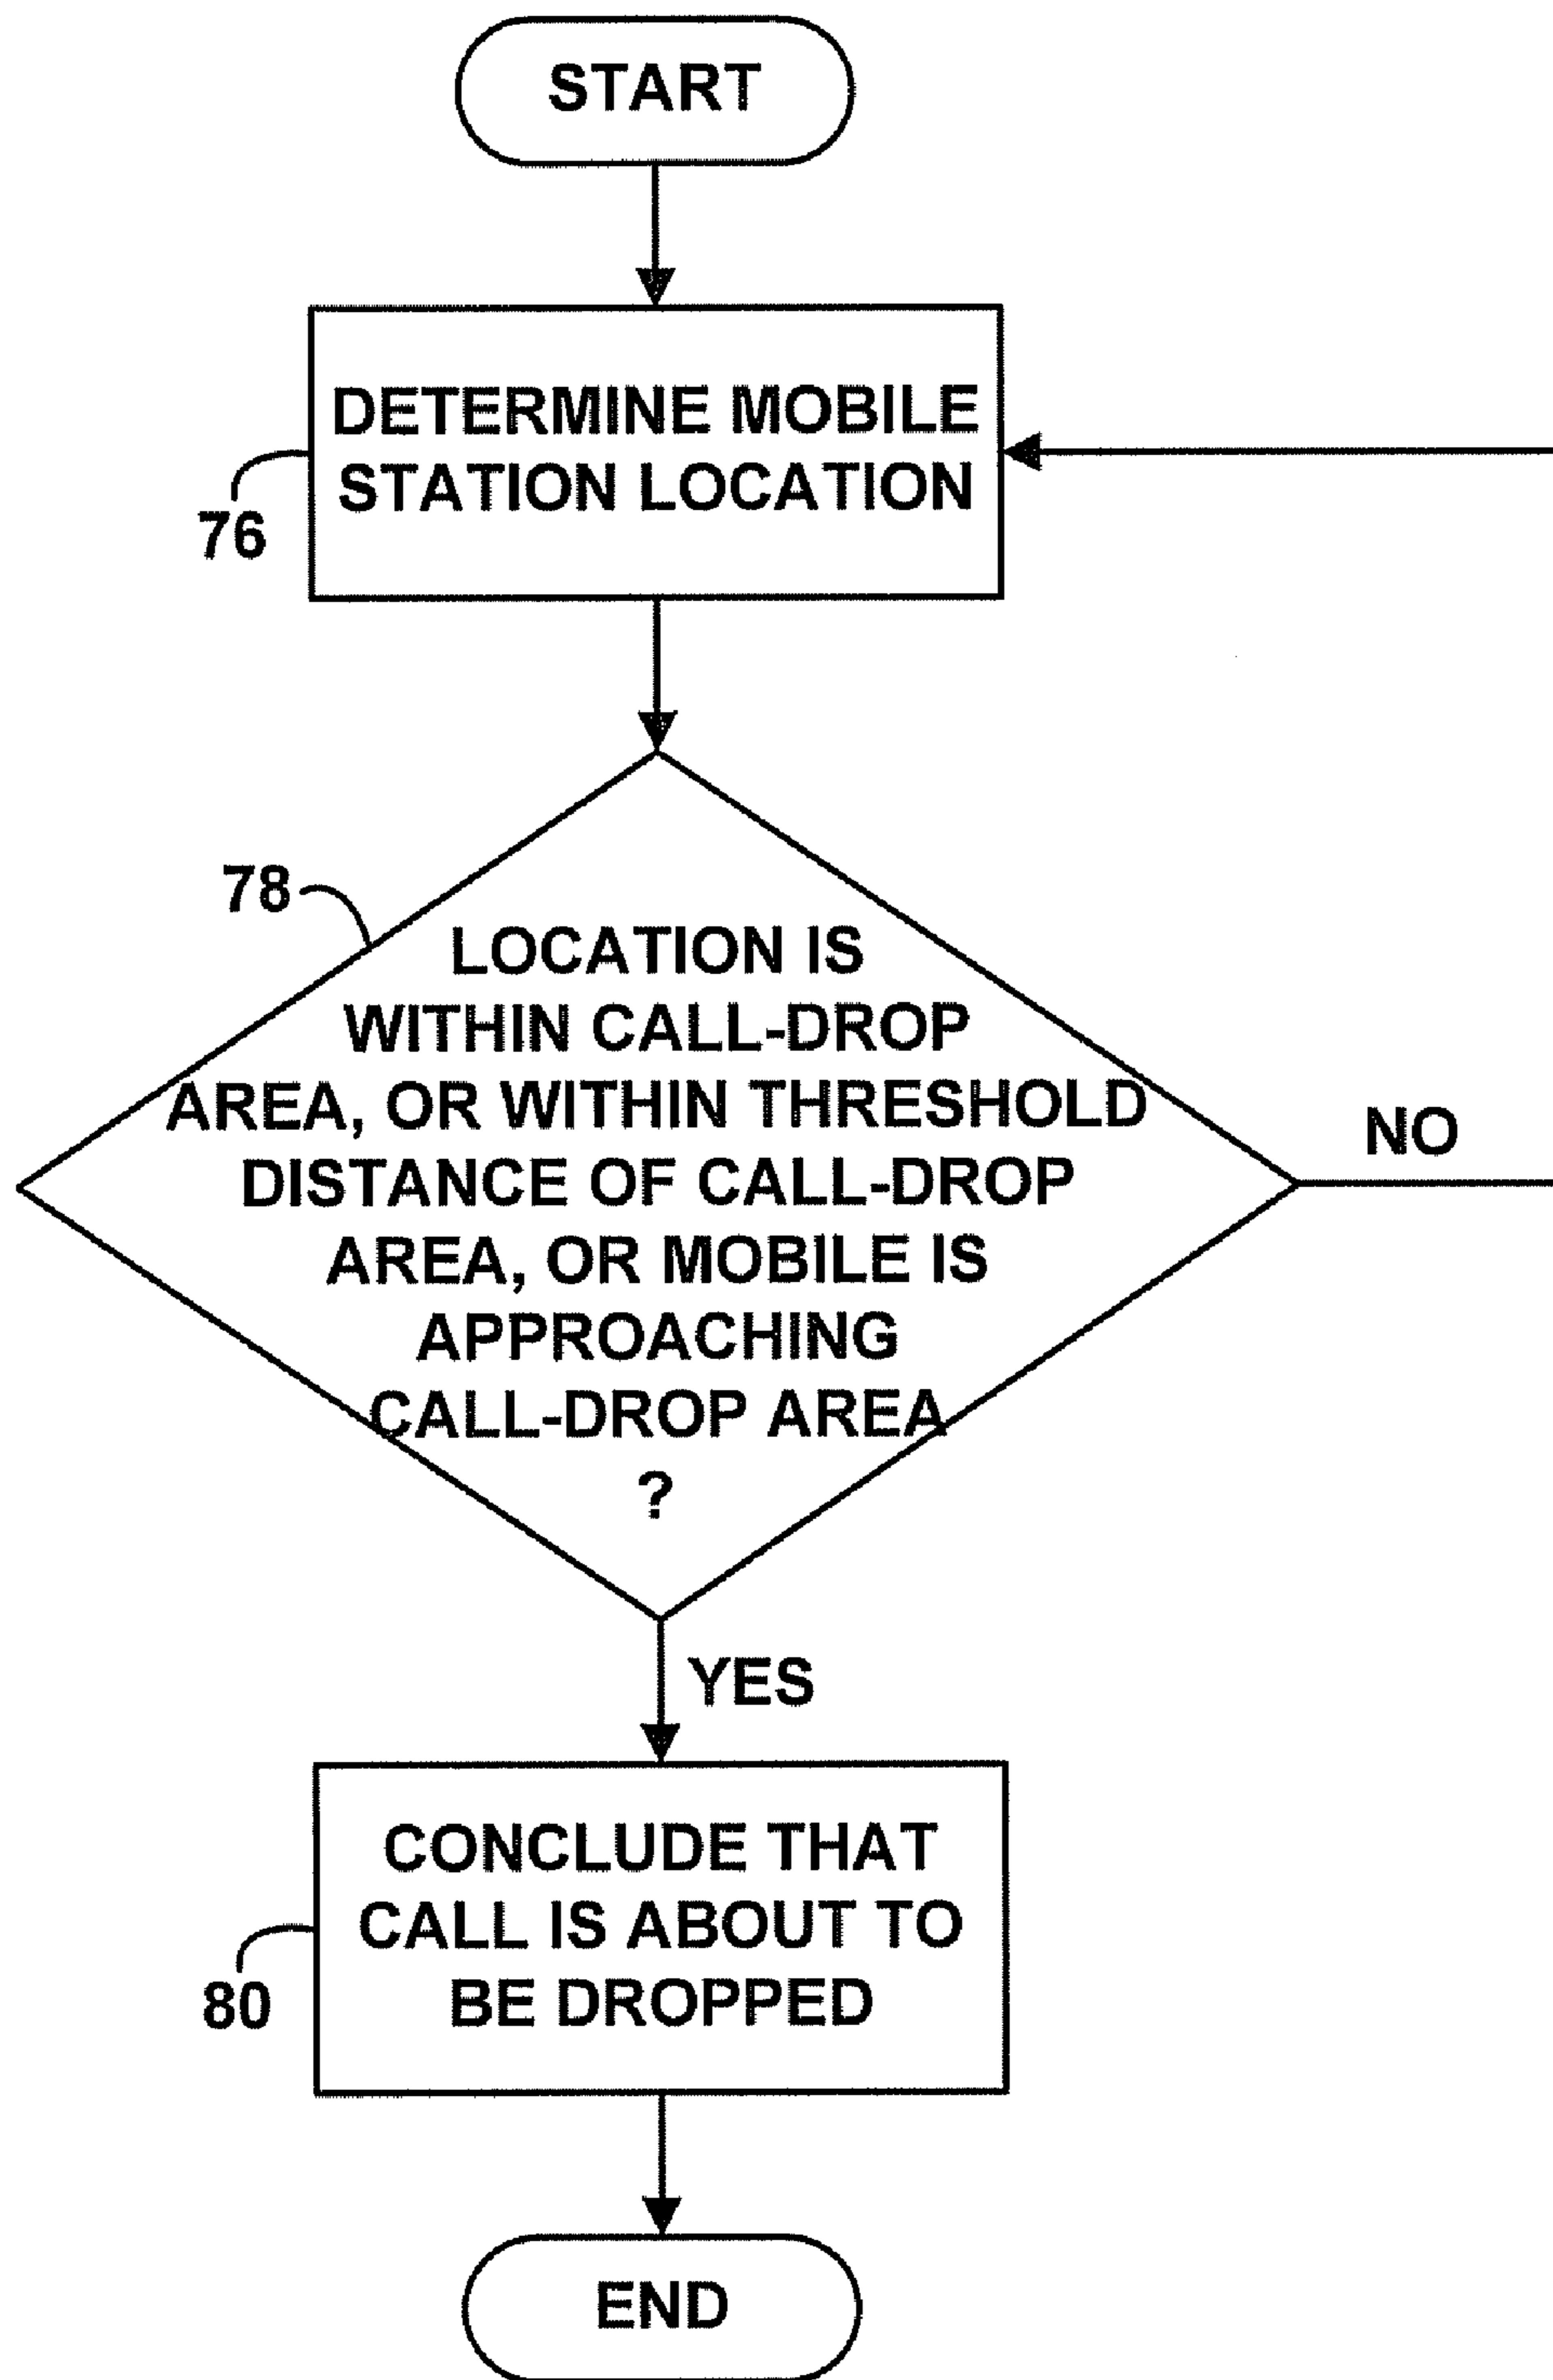 START
DETERMINE MOBILE
STATION LOCATION
76
78
LOCATION IS
WITHIN CALL-DROP
AREA, OR WITHIN THRESHOLD
DISTANCE OF CALL-DROP
AREA, OR MOBILE IS
APPROACHING
CALL-DROP AREA
?
NO
YES
CONCLUDE THAT
CALL IS ABOUT TO
BE DROPPED
80
END